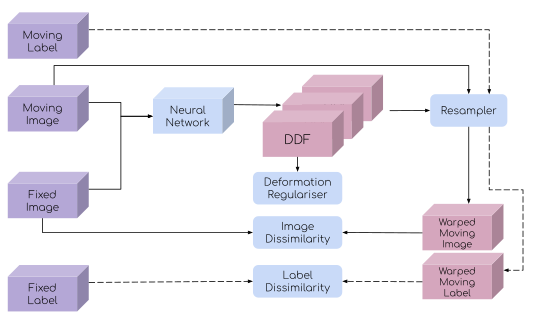 Moving
Label
Moving
Image
Neural
Network
DDF
Resampler
Fixed
Image
Deformation
Regulariser
Image
Dissimilarity
Warped
Moving
Image
Fixed
Label
Label
Dissimilarity
Warped
Moving
Label